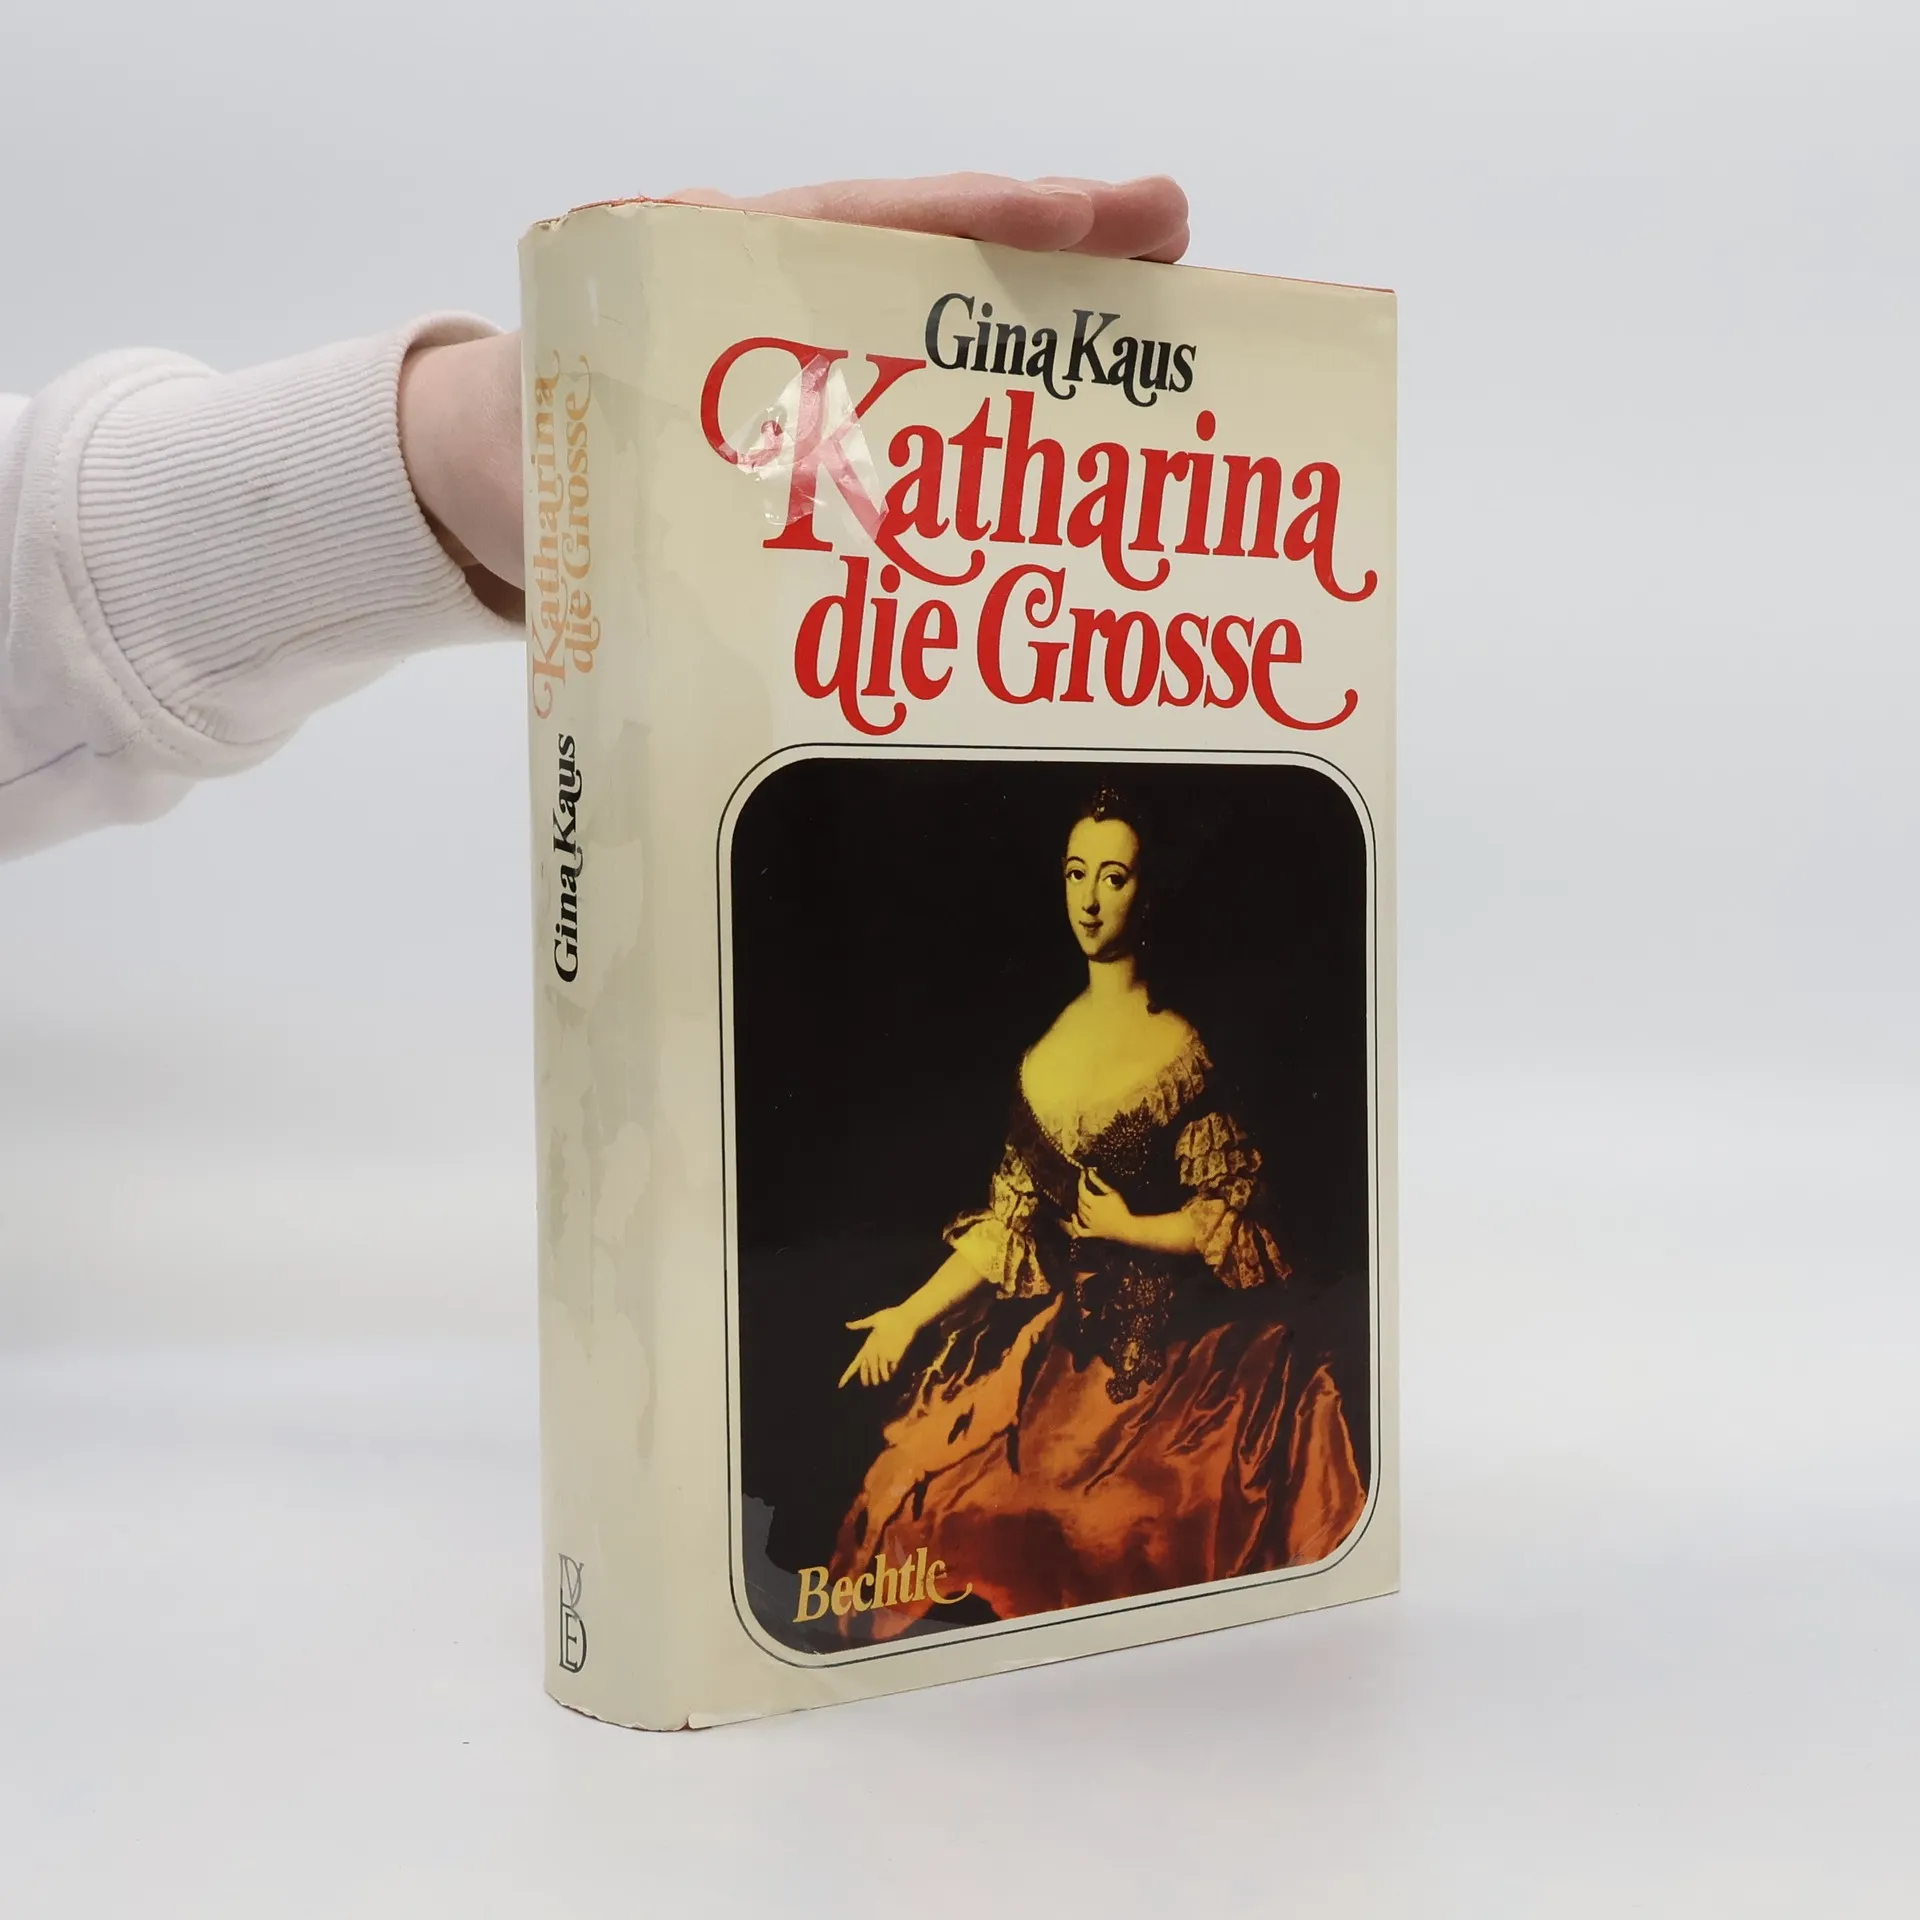 Gina Kaus
Katharina
die Grosse
Bechtle
Katharina
die Grosse
Gina Kaus